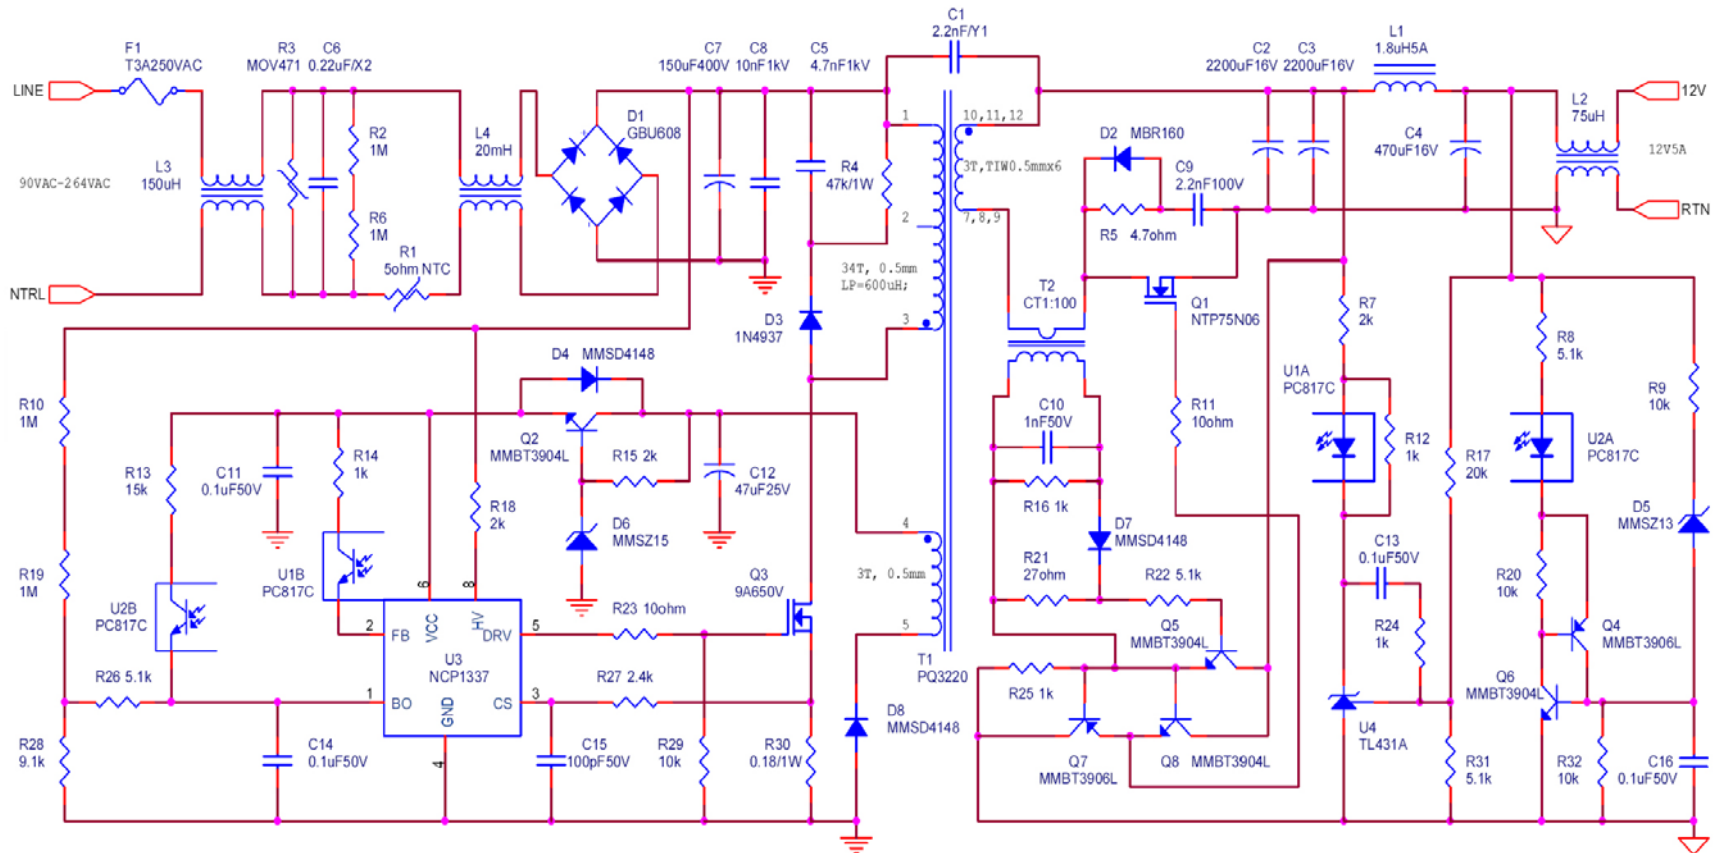 F1
T3A250VAC
R3
MOV471
C6
0.22uF/X2
LINE
L3
150uH
90VAC-264VAC
NTRL
R2
1M
R6
1M
R1
5ohm NTC
L4
20mH
D1
GBU608
C7
150uF400V
C8
10nF1kV
C5
4.7nF1kV
R4
47k/1W
C1
2.2nF/Y1
1
2
3
34T, 0.5mm
LP=600uH;
10,11,12
3T,TIW0.5mmx6
7,8,9
D2 MBR160
C9
2.2nF100V
R5 4.7ohm
C2
2200uF16V
C3
2200uF16V
L1
1.8uH5A
C4
470uF16V
L2
75uH
12V
12V5A
RTN
D3
1N4937
T2
CT1:100
Q1
NTP75N06
R7
2k
R8
5.1k
R9
10k
R10
1M
D4 MMSD4148
Q2
MMBT3904L
R13
15k
C11
0.1uF50V
R14
1k
R15 2k
C12
47uF25V
R18
2k
D6
MMSZ15
R19
1M
U2B
PC817C
U1B
PC817C
Q3
9A650V
4
3T, 0.5mm
5
T1
PQ3220
C10
1nF50V
R16 1k
R11
10ohm
D7
MMSD4148
R21
27ohm
R22 5.1k
Q5
MMBT3904L
R25 1k
Q7
MMBT3906L
Q8
MMBT3904L
U1A
PC817C
R12
1k
R17
20k
U2A
PC817C
D5
MMSZ13
C13
0.1uF50V
R24
1k
R20
10k
Q4
MMBT3906L
Q6
MMBT3904L
U4
TL431A
R31
5.1k
R32
10k
C16
0.1uF50V
R26 5.1k
R28
9.1k
C14
0.1uF50V
2
FB
6
VCC
8
HV
DRV
5
U3
NCP1337
1
BO
GND
4
CS
3
R23 10ohm
R27 2.4k
C15
100pF50V
R29
10k
R30
0.18/1W
D8
MMSD4148